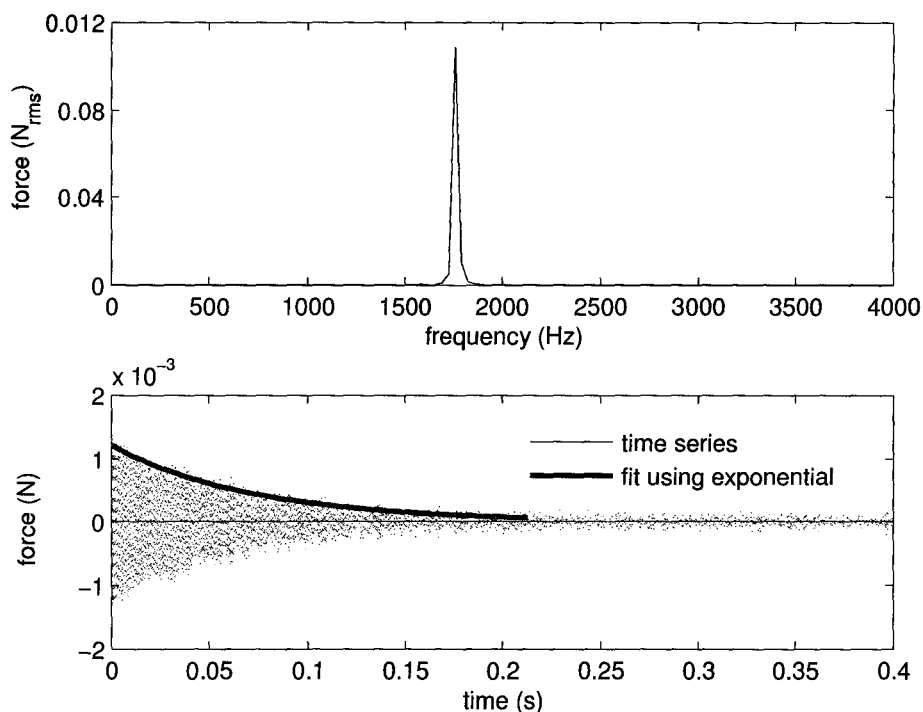 0.012
0.08
0.04
0
force (N_rms)
0 500 1000 1500 2000 2500 3000 3500 4000
frequency (Hz)
x 10^−3
2
1
0
−1
−2
force (N)
time series
fit using exponential
0 0.05 0.1 0.15 0.2 0.25 0.3 0.35 0.4
time (s)